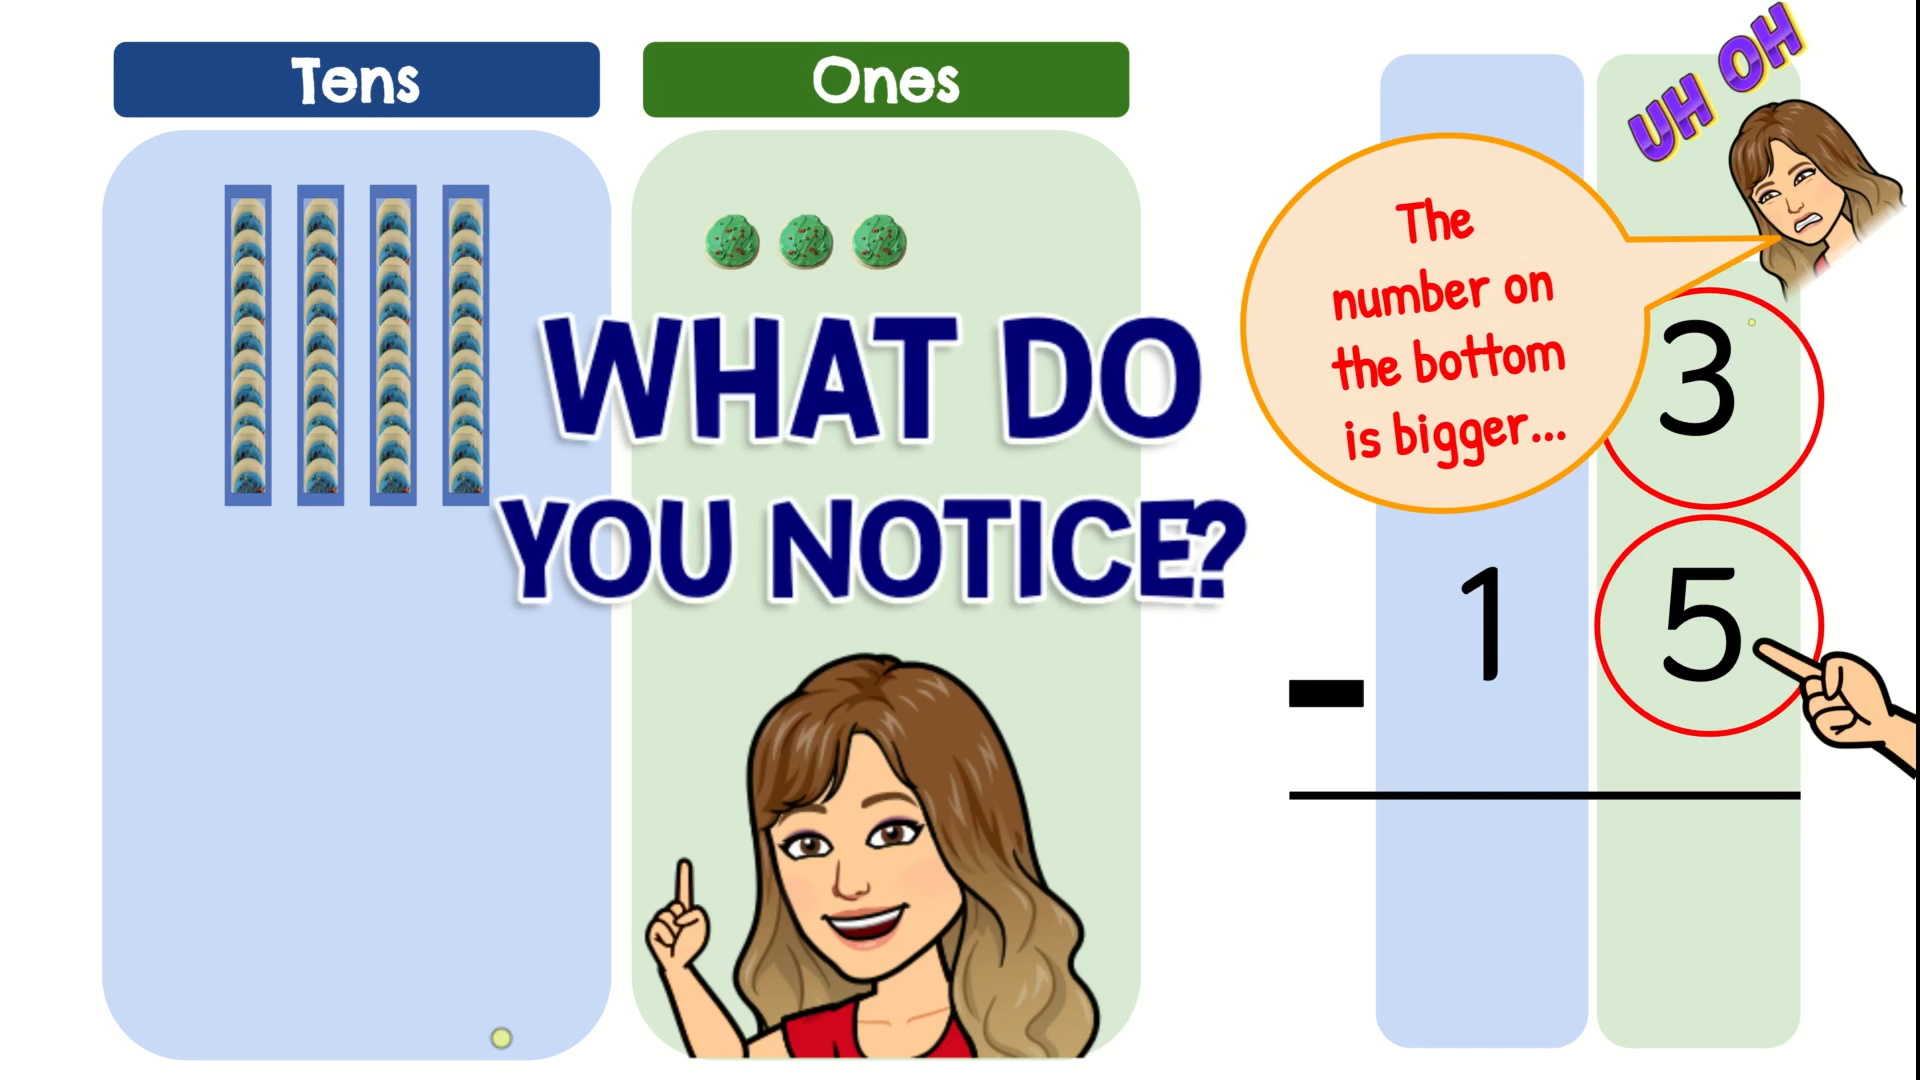 Tens
Ones
UH OH
The
number on
the bottom
is bigger...
WHAT DO
YOU NOTICE?
3
- 1 5